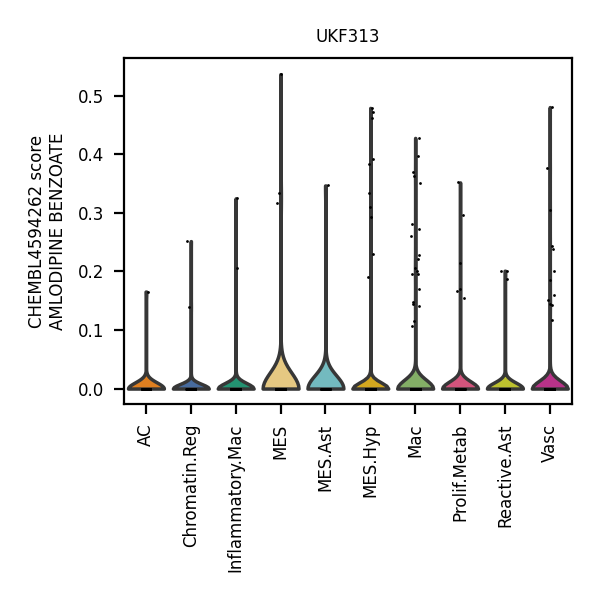 UKF313
CHEMBL4594262 score
AMLODIPINE BENZOATE
0.5
0.4
0.3
0.2
0.1
0.0
AC
Chromatin.Reg
Inflammatory.Mac
MES
MES.Ast
MES.Hyp
Mac
Prolif.Metab
Reactive.Ast
Vasc